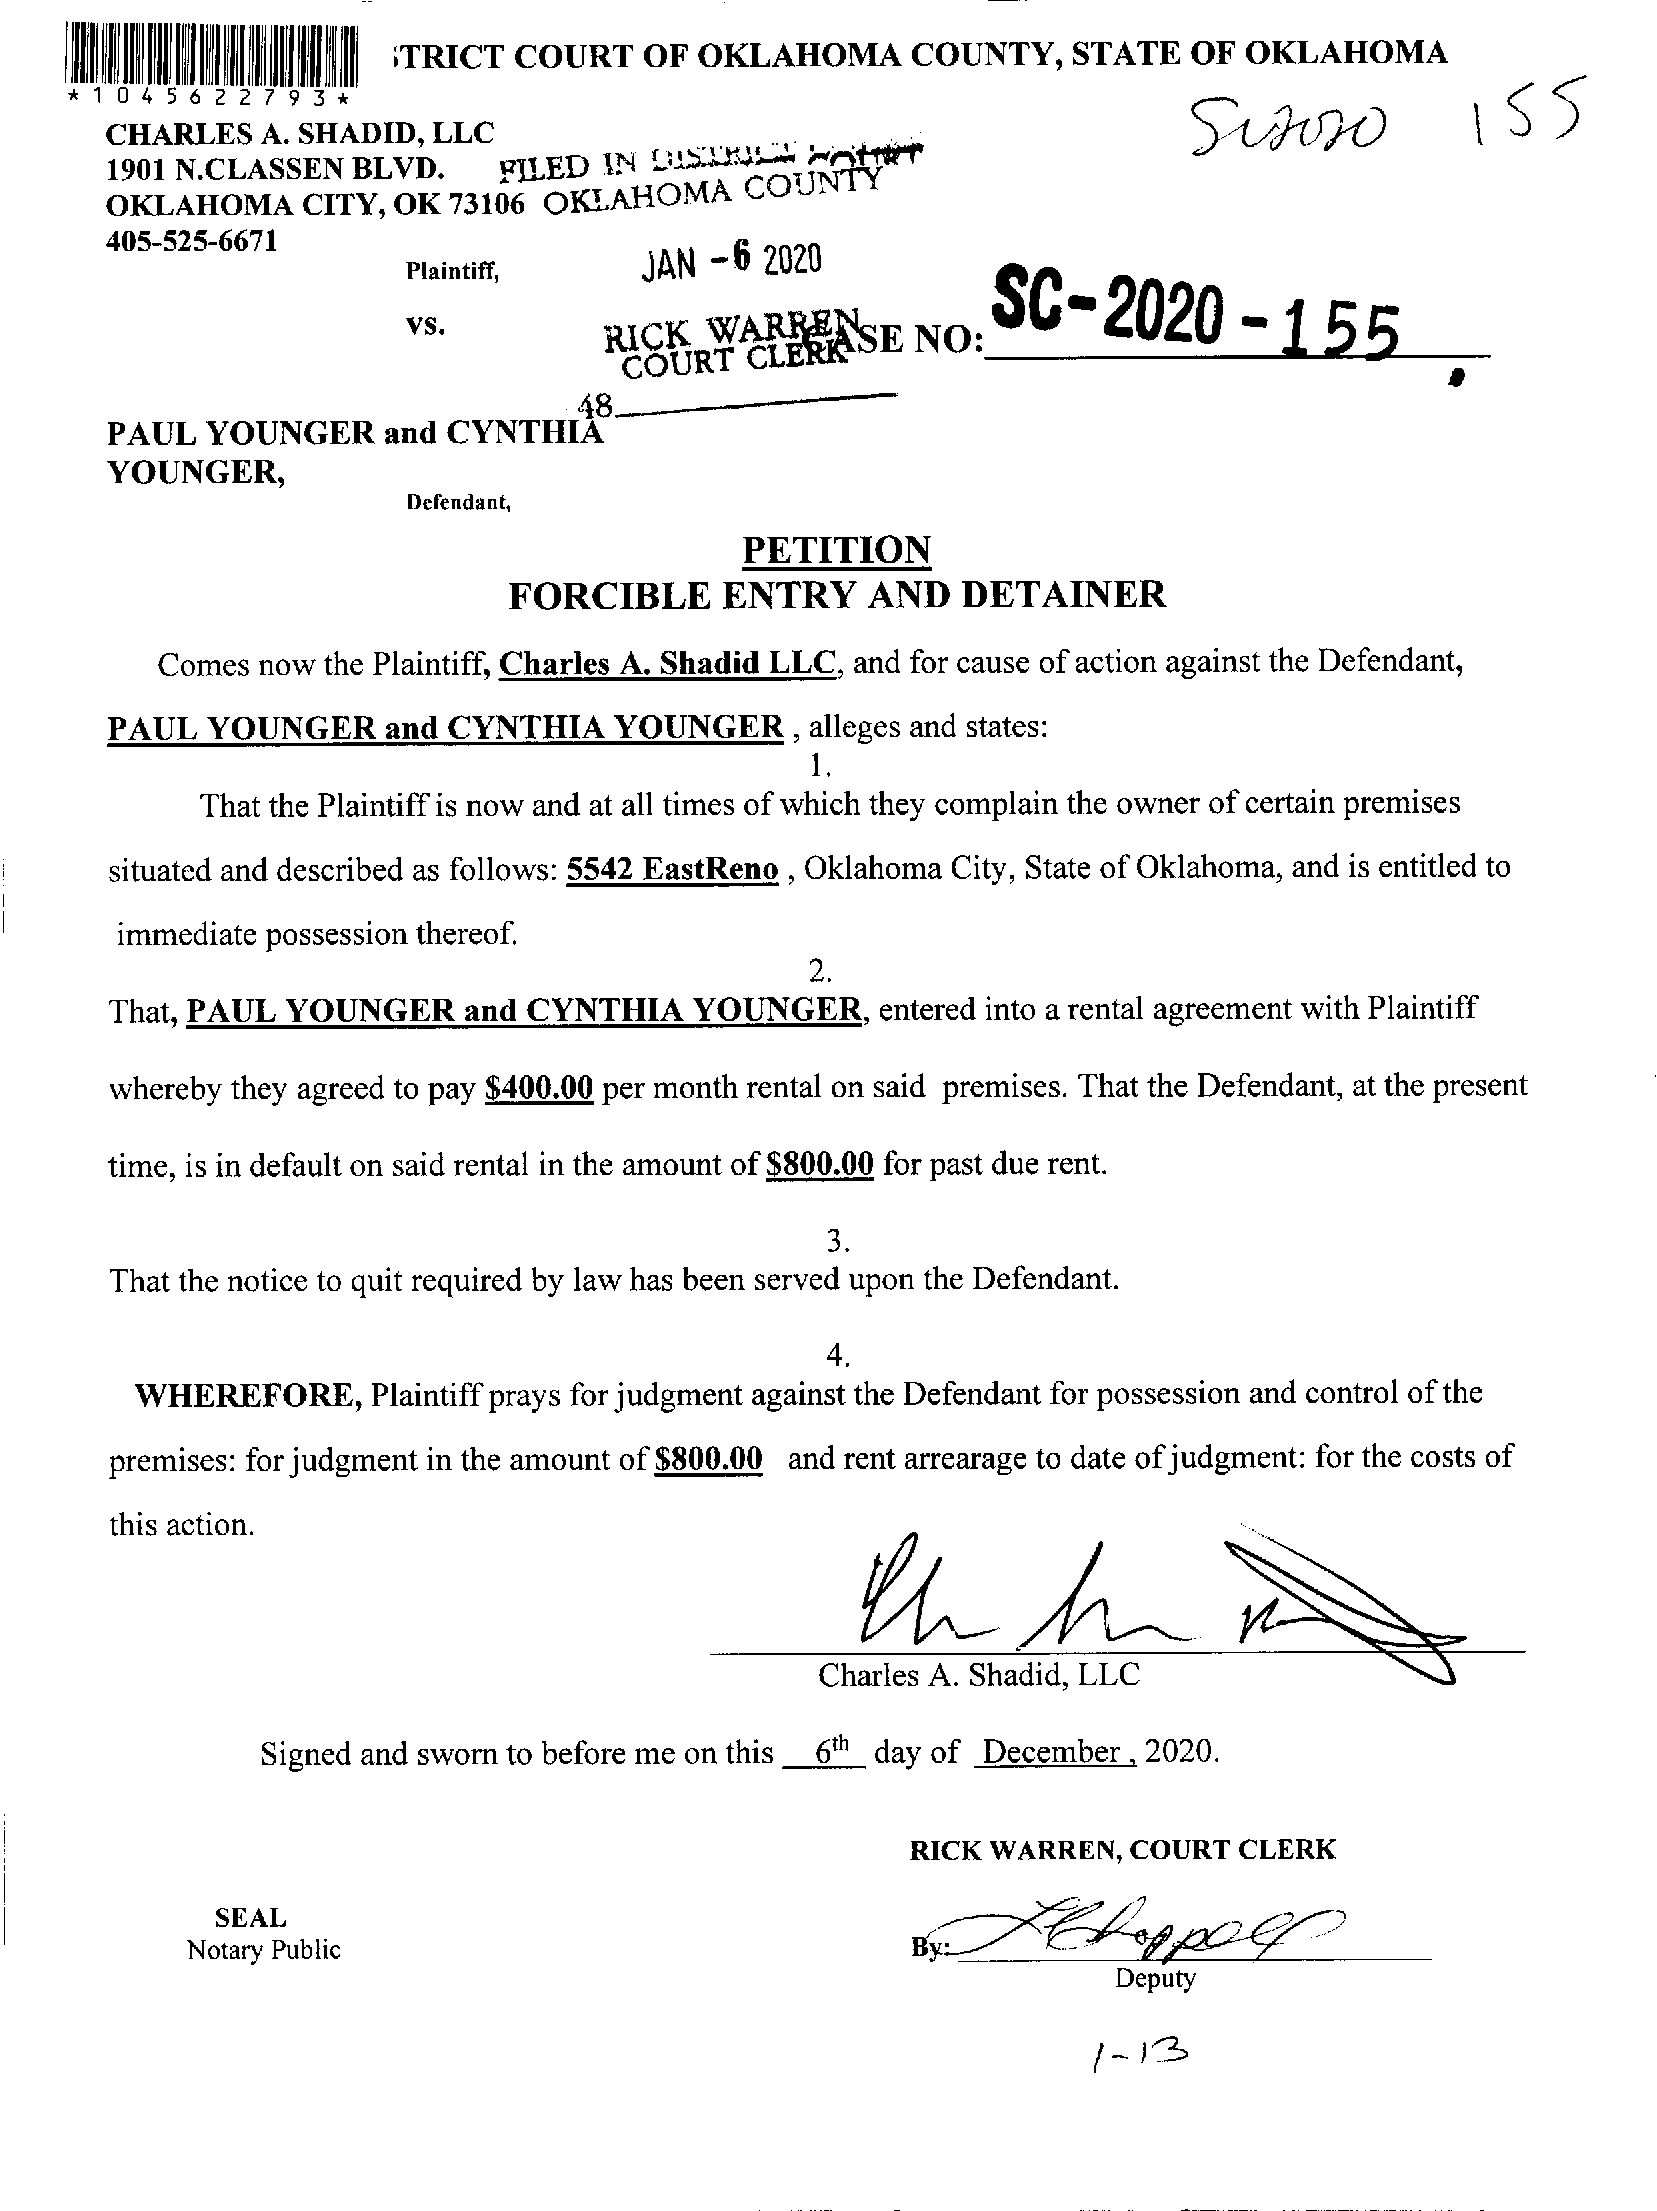 *1045622793*
TRICT COURT OF OKLAHOMA COUNTY, STATE OF OKLAHOMA
155
CHARLES A. SHADID, LLC
1901 N.CLASSEN BLVD.
FILED IN DISTRICT COURT
OKLAHOMA CITY, OK 73106
OKLAHOMA COUNTY
405-525-6671
Plaintiff,
JAN -6 2020
vs.
RICK WARREN
COURT CLERK
CASE NO: SC-2020-155
48
PAUL YOUNGER and CYNTHIA
YOUNGER,
Defendant,
PETITION
FORCIBLE ENTRY AND DETAINER
Comes now the Plaintiff, Charles A. Shadid LLC, and for cause of action against the Defendant,
PAUL YOUNGER and CYNTHIA YOUNGER , alleges and states:
1.
That the Plaintiff is now and at all times of which they complain the owner of certain premises
situated and described as follows: 5542 EastReno , Oklahoma City, State of Oklahoma, and is entitled to
immediate possession thereof.
2.
That, PAUL YOUNGER and CYNTHIA YOUNGER, entered into a rental agreement with Plaintiff
whereby they agreed to pay $400.00 per month rental on said premises. That the Defendant, at the present
time, is in default on said rental in the amount of $800.00 for past due rent.
3.
That the notice to quit required by law has been served upon the Defendant.
4.
WHEREFORE, Plaintiff prays for judgment against the Defendant for possession and control of the
premises: for judgment in the amount of $800.00 and rent arrearage to date of judgment: for the costs of
this action.
Charles A. Shadid, LLC
Signed and sworn to before me on this 6th day of December , 2020.
RICK WARREN, COURT CLERK
SEAL
Notary Public
By:
Deputy
1-13